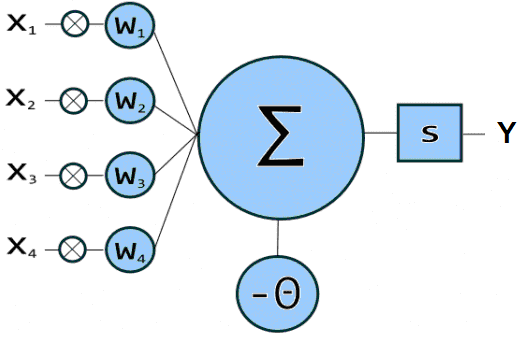 X₁ W₁
X₂ W₂
Σ s Y
X₃ W₃
X₄ W₄
-Θ